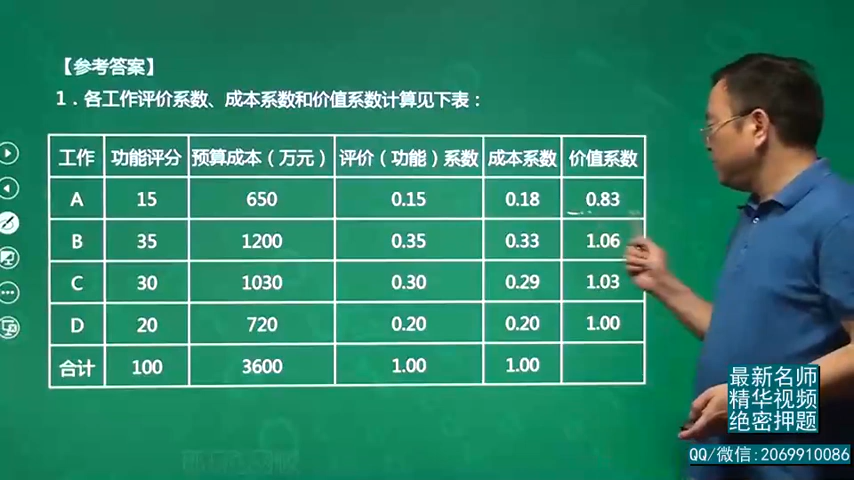 【参考答案】
1．各工作评价系数、成本系数和价值系数计算见下表：
工作 功能评分 预算成本（万元） 评价（功能）系数 成本系数 价值系数
A 15 650 0.15 0.18 0.83
B 35 1200 0.35 0.33 1.06
C 30 1030 0.30 0.29 1.03
D 20 720 0.20 0.20 1.00
合计 100 3600 1.00 1.00
最新名师
精华视频
绝密押题
QQ/微信:2069910086